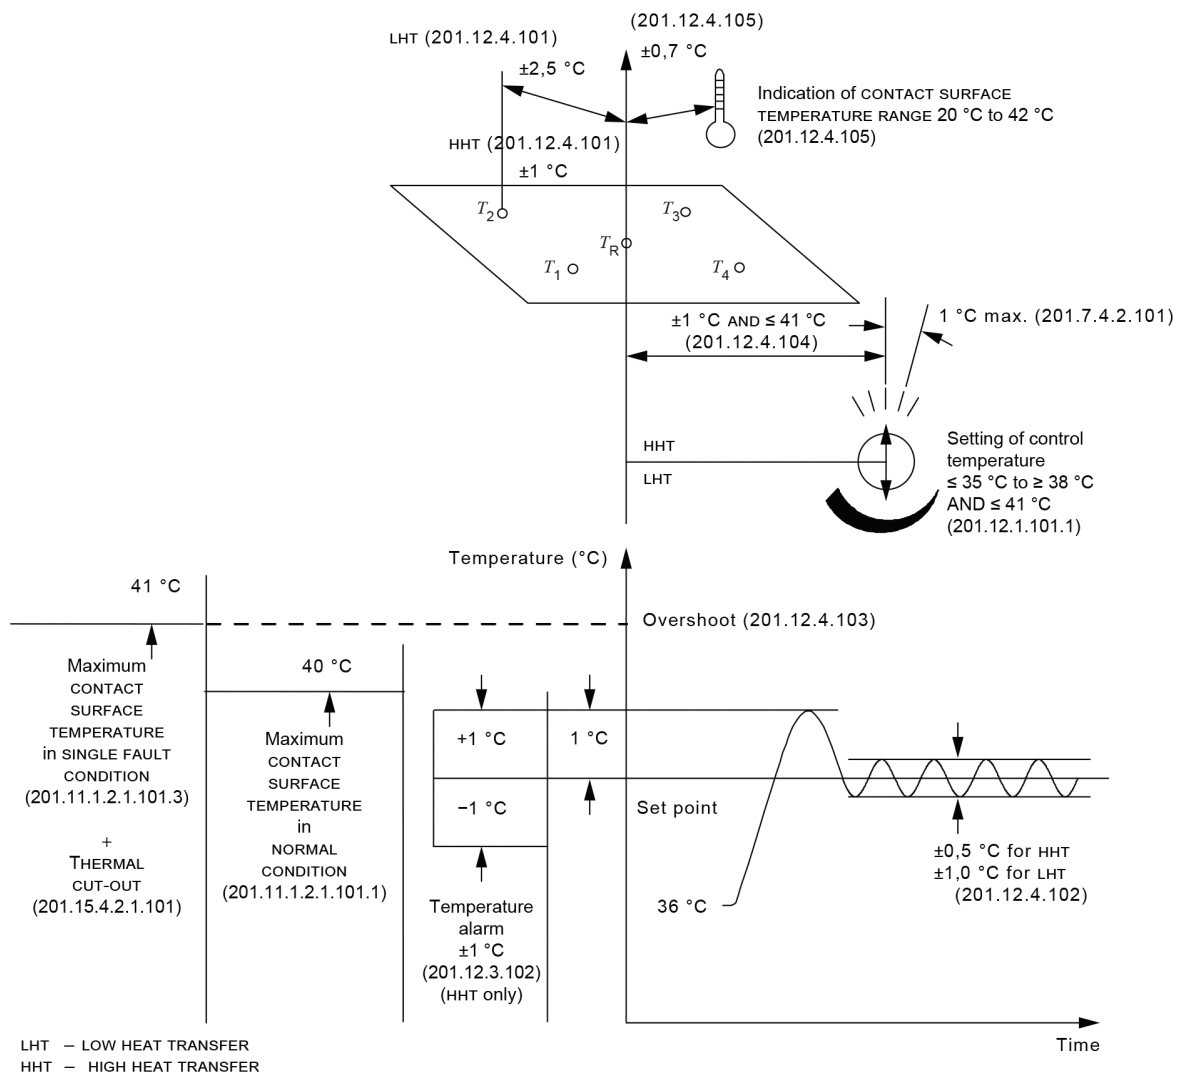 (201.12.4.105)
LHT (201.12.4.101)
±0,7 °C
±2,5 °C
Indication of CONTACT SURFACE
TEMPERATURE RANGE 20 °C to 42 °C
(201.12.4.105)
HHT (201.12.4.101)
±1 °C
T2
T3
TR
T1
T4
±1 °C AND ≤ 41 °C
(201.12.4.104)
1 °C max. (201.7.4.2.101)
HHT
LHT
Setting of control
temperature
≤ 35 °C to ≥ 38 °C
AND ≤ 41 °C
(201.12.1.101.1)
Temperature (°C)
41 °C
Overshoot (201.12.4.103)
Maximum
CONTACT
SURFACE
TEMPERATURE
in SINGLE FAULT
CONDITION
(201.11.1.2.1.101.3)
+
THERMAL
CUT-OUT
(201.15.4.2.1.101)
40 °C
Maximum
CONTACT
SURFACE
TEMPERATURE
in
NORMAL
CONDITION
(201.11.1.2.1.101.1)
+1 °C
1 °C
−1 °C
Set point
Temperature
alarm
±1 °C
(201.12.3.102)
(HHT only)
36 °C
±0,5 °C for HHT
±1,0 °C for LHT
(201.12.4.102)
Time
LHT – LOW HEAT TRANSFER
HHT – HIGH HEAT TRANSFER